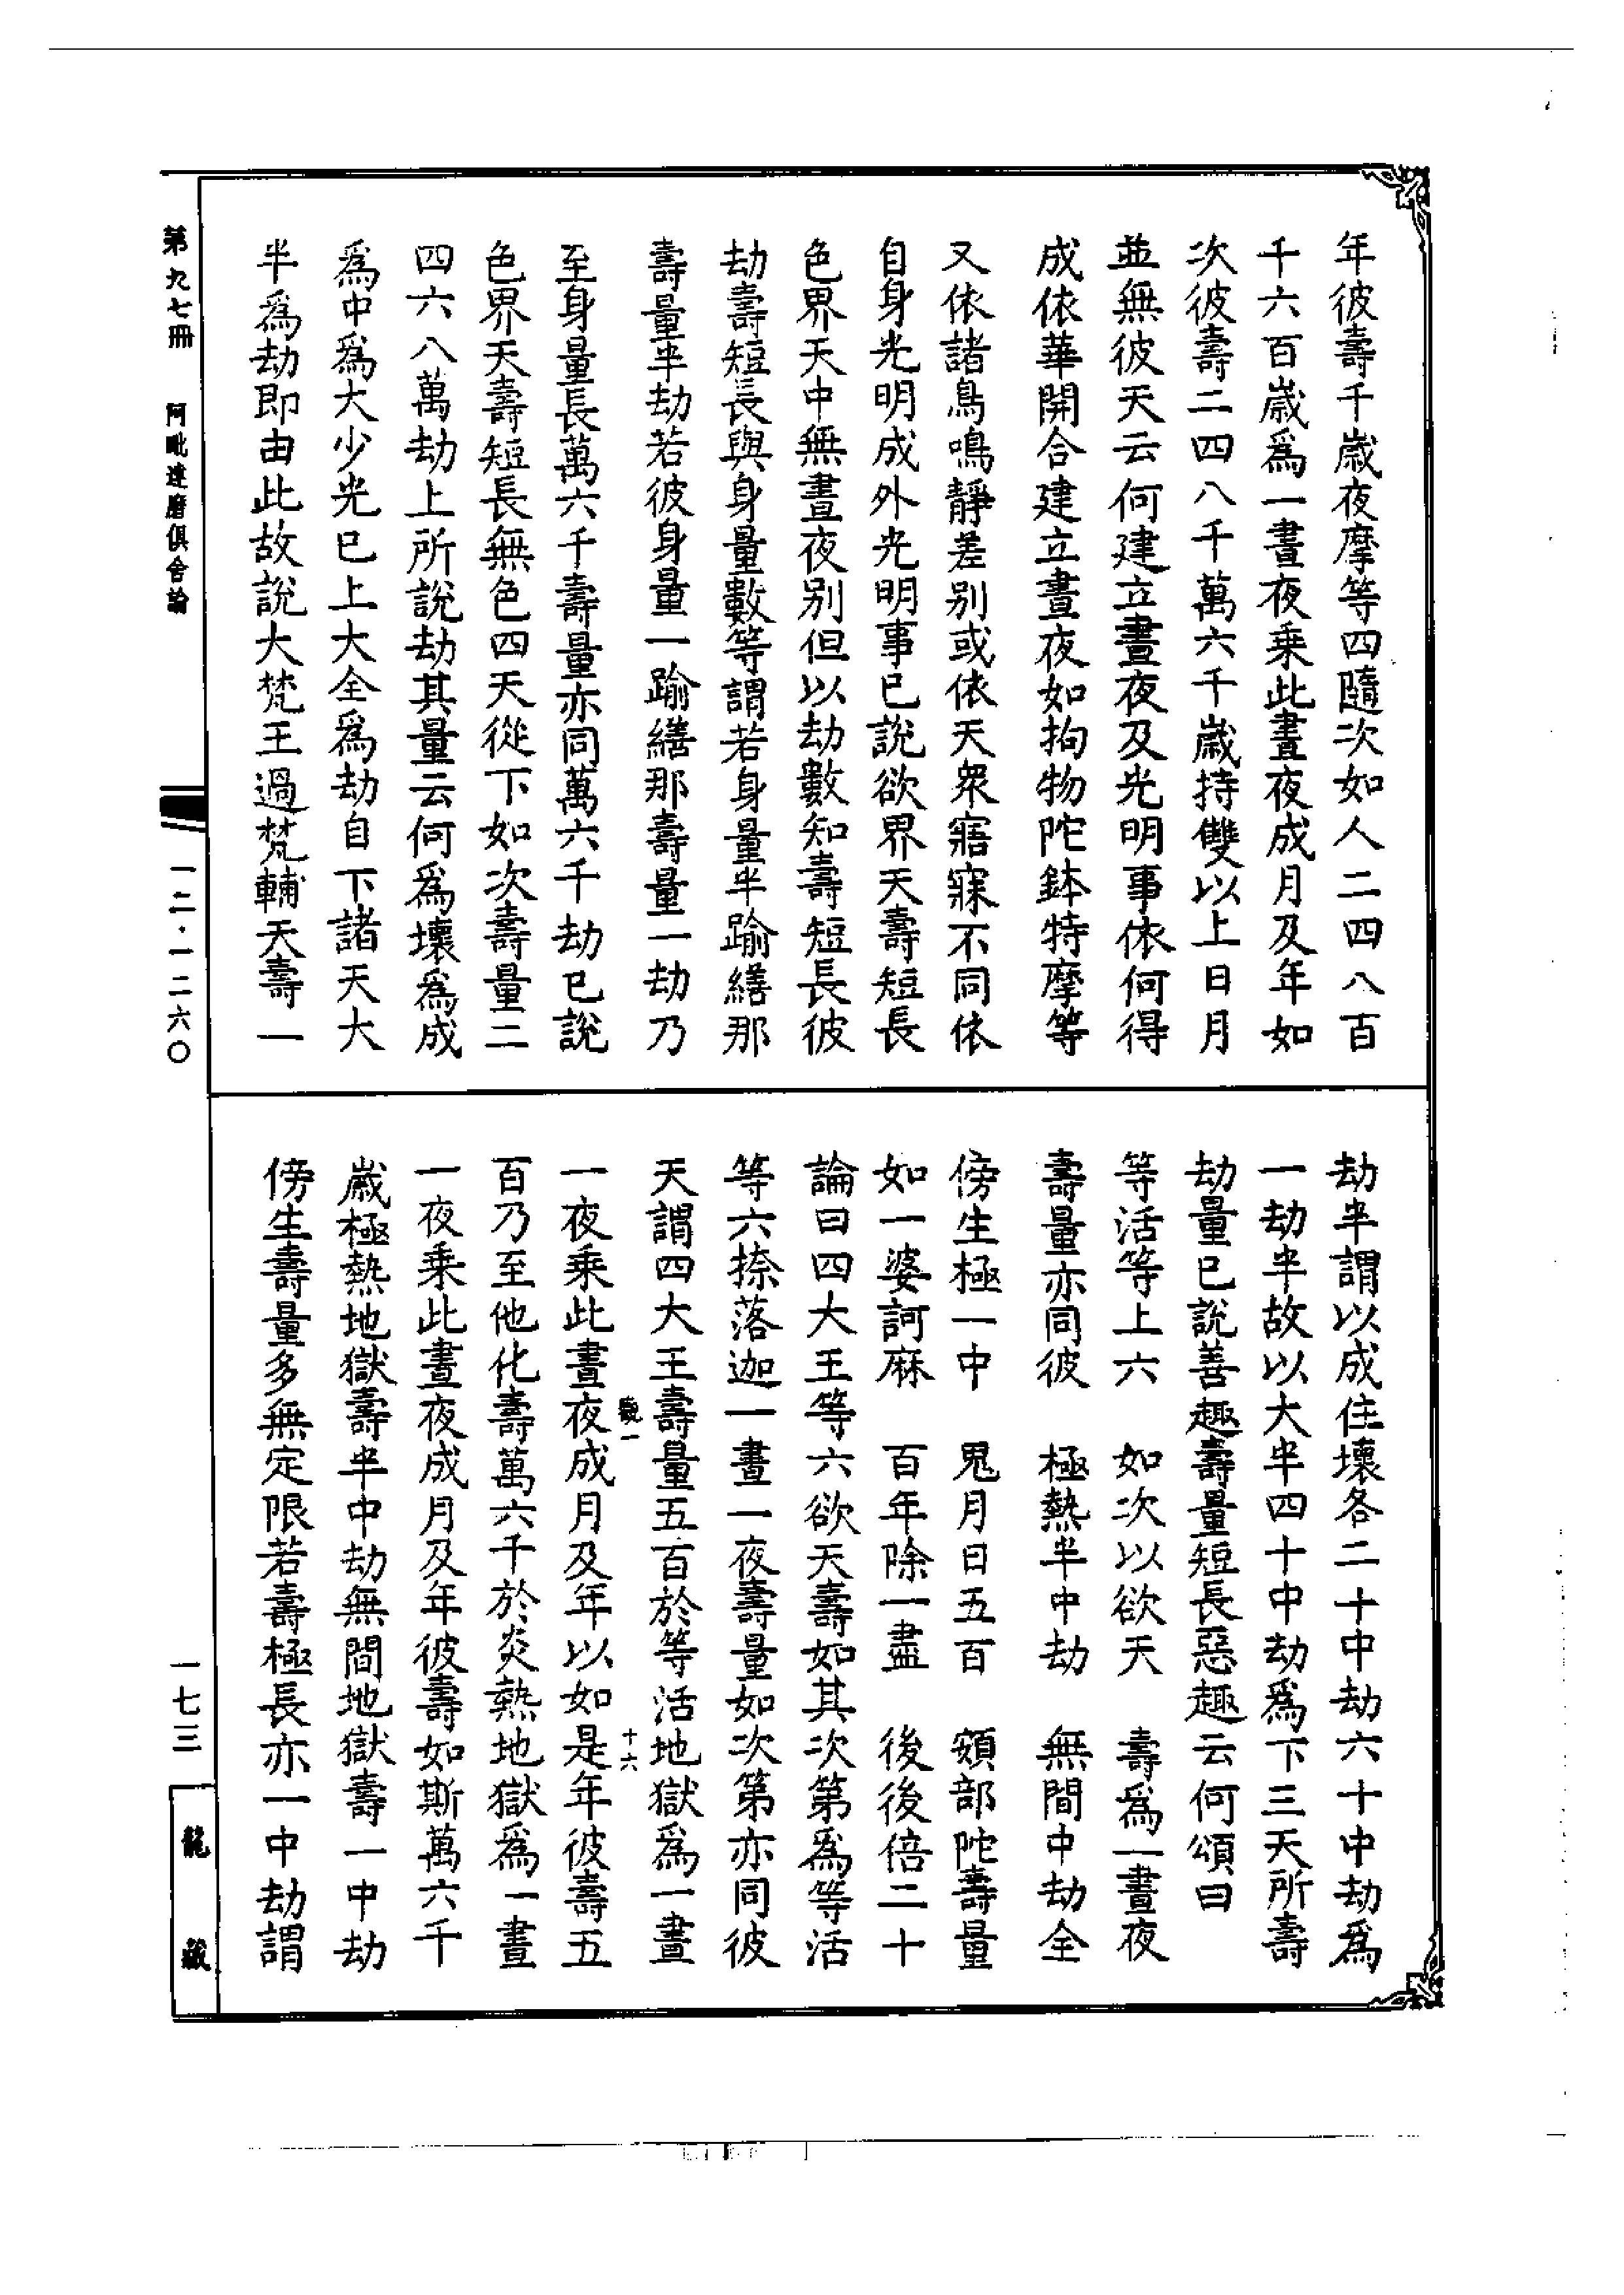 年彼壽千歲夜摩等四隨次如人二四八百
千六百歲爲一晝夜乗此晝夜成月及年如
次彼壽二四八千萬六千歲持雙以上日月
並無彼天云何建立晝夜及光明事依何得
成依華開合建立晝夜如拘物陀鉢特摩等
又依諸鳥鳴靜差别或依天衆寤寐不同依
自身光明成外光明事已說欲界天壽短長
色界天中無晝夜别但以劫數知壽短長彼
劫壽短長與身量數等謂若身量半踰繕那
壽量半劫若彼身量一踰繕那壽量一劫乃
至身量長萬六千壽量亦同萬六千劫已說
色界天壽短長無色四天從下如次壽量二
四六八萬劫上所說劫其量云何爲壞爲成
爲中爲大少光已上大全爲劫自下諸天大
半爲劫即由此故說大梵王過梵輔天壽一
劫半謂以成住壞各二十中劫六十中劫爲
一劫半故以大半四十中劫爲下三天所壽
劫量已說善趣壽量短長惡趣云何頌曰
等活等上六　如次以欲天　壽爲一晝夜
壽量亦同彼　極熱半中劫　無間中劫全
傍生極一中　鬼月日五百　頞部陀壽量
如一婆訶麻　百年除一盡　後後倍二十
論曰四大王等六欲天壽如其次第爲等活
等六捺落迦一晝一夜壽量如次第亦同彼
天謂四大王壽量五百於等活地獄爲一晝
觀一　十六
一夜乗此晝夜成月及年以如是年彼壽五
百乃至他化壽萬六千於炎熱地獄爲一晝
一夜乗此晝夜成月及年彼壽如斯萬六千
歲極熱地獄壽半中劫無間地獄壽一中劫
傍生壽量多無定限若壽極長亦一中劫謂
第九七冊　阿毗達磨俱舍論　一二·一二六〇
一七三　龍藏